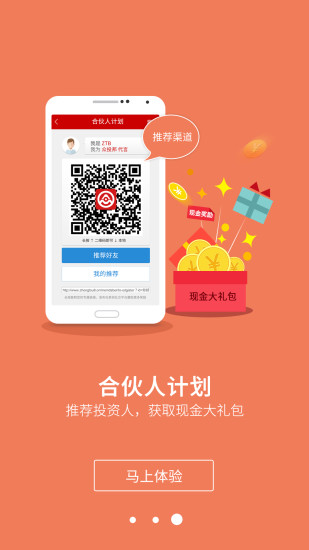 合伙人计划
推荐渠道
我是 ZTB
我为 众投邦 代言
推荐好友
我的推荐
现金奖励
现金大礼包
合伙人计划
推荐投资人，获取现金大礼包
马上体验